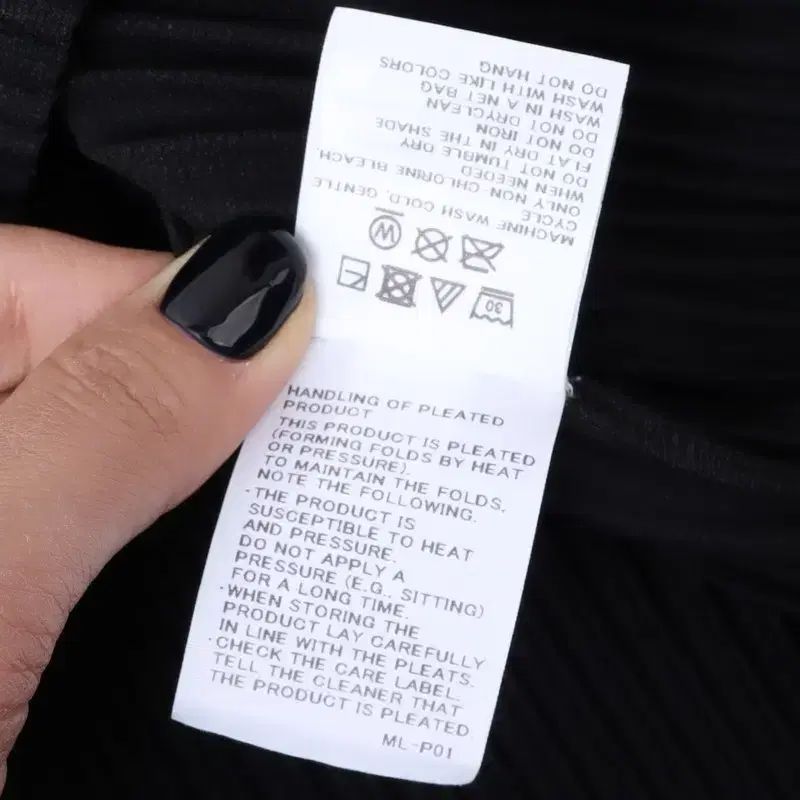 30
W
MACHINE WASH COLD, GENTLE
CYCLE
ONLY NON-CHLORINE BLEACH,
WHEN NEEDED
DO NOT TUMBLE DRY
FLAT DRY IN THE SHADE
DO NOT IRON
DO NOT DRYCLEAN
WASH IN A NET BAG
WASH WITH LIKE COLORS
DO NOT HANG
HANDLING OF PLEATED
PRODUCT
THIS PRODUCT IS PLEATED
(FORMING FOLDS BY HEAT
OR PRESSURE).
TO MAINTAIN THE FOLDS,
NOTE THE FOLLOWING.
·THE PRODUCT IS
SUSCEPTIBLE TO HEAT
AND PRESSURE.
DO NOT APPLY A
PRESSURE (E.G., SITTING)
FOR A LONG TIME.
·WHEN STORING THE
PRODUCT LAY CAREFULLY
IN LINE WITH THE PLEATS.
·CHECK THE CARE LABEL.
TELL THE CLEANER THAT
THE PRODUCT IS PLEATED.
ML-P01